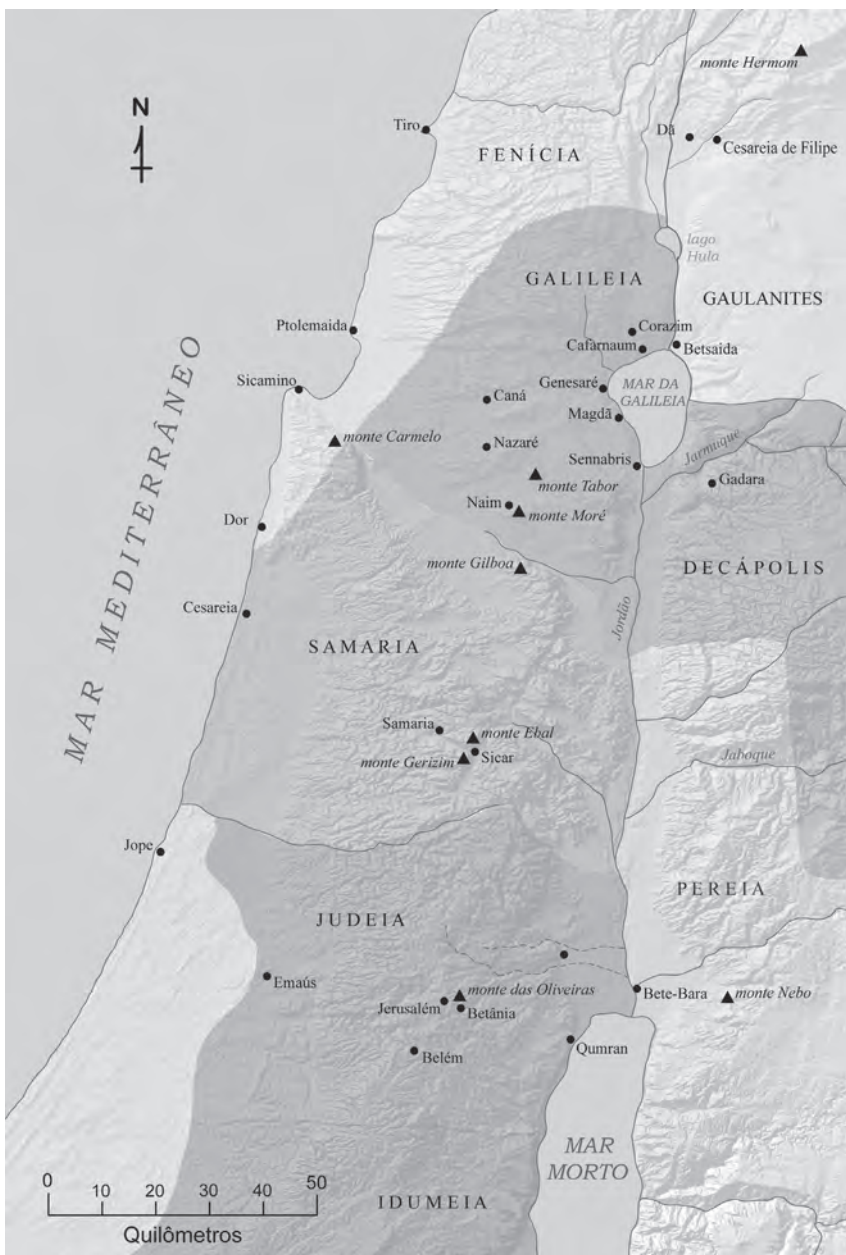 monte Hermom
N
Tiro
Dã
Cesareia de Filipe
FENÍCIA
lago
Hula
GALILEIA
GAULANITES
Ptolemaida
Corazim
Cafarnaum
Betsaida
Sicamino
Genesaré
MAR DA
GALILEIA
Caná
Magdã
MAR MEDITERRÂNEO
monte Carmelo
Nazaré
Jarmuque
Sennabris
monte Tabor
Gadara
Naim
monte Moré
Dor
monte Gilboa
DECÁPOLIS
Cesareia
Jordão
SAMARIA
Samaria
monte Ebal
Sicar
monte Gerizim
Jaboque
Jope
PEREIA
JUDEIA
Emaús
monte das Oliveiras
Jerusalém
Betânia
Bete-Bara
monte Nebo
Qumran
Belém
MAR
MORTO
0 10 20 30 40 50
Quilômetros
IDUMEIA